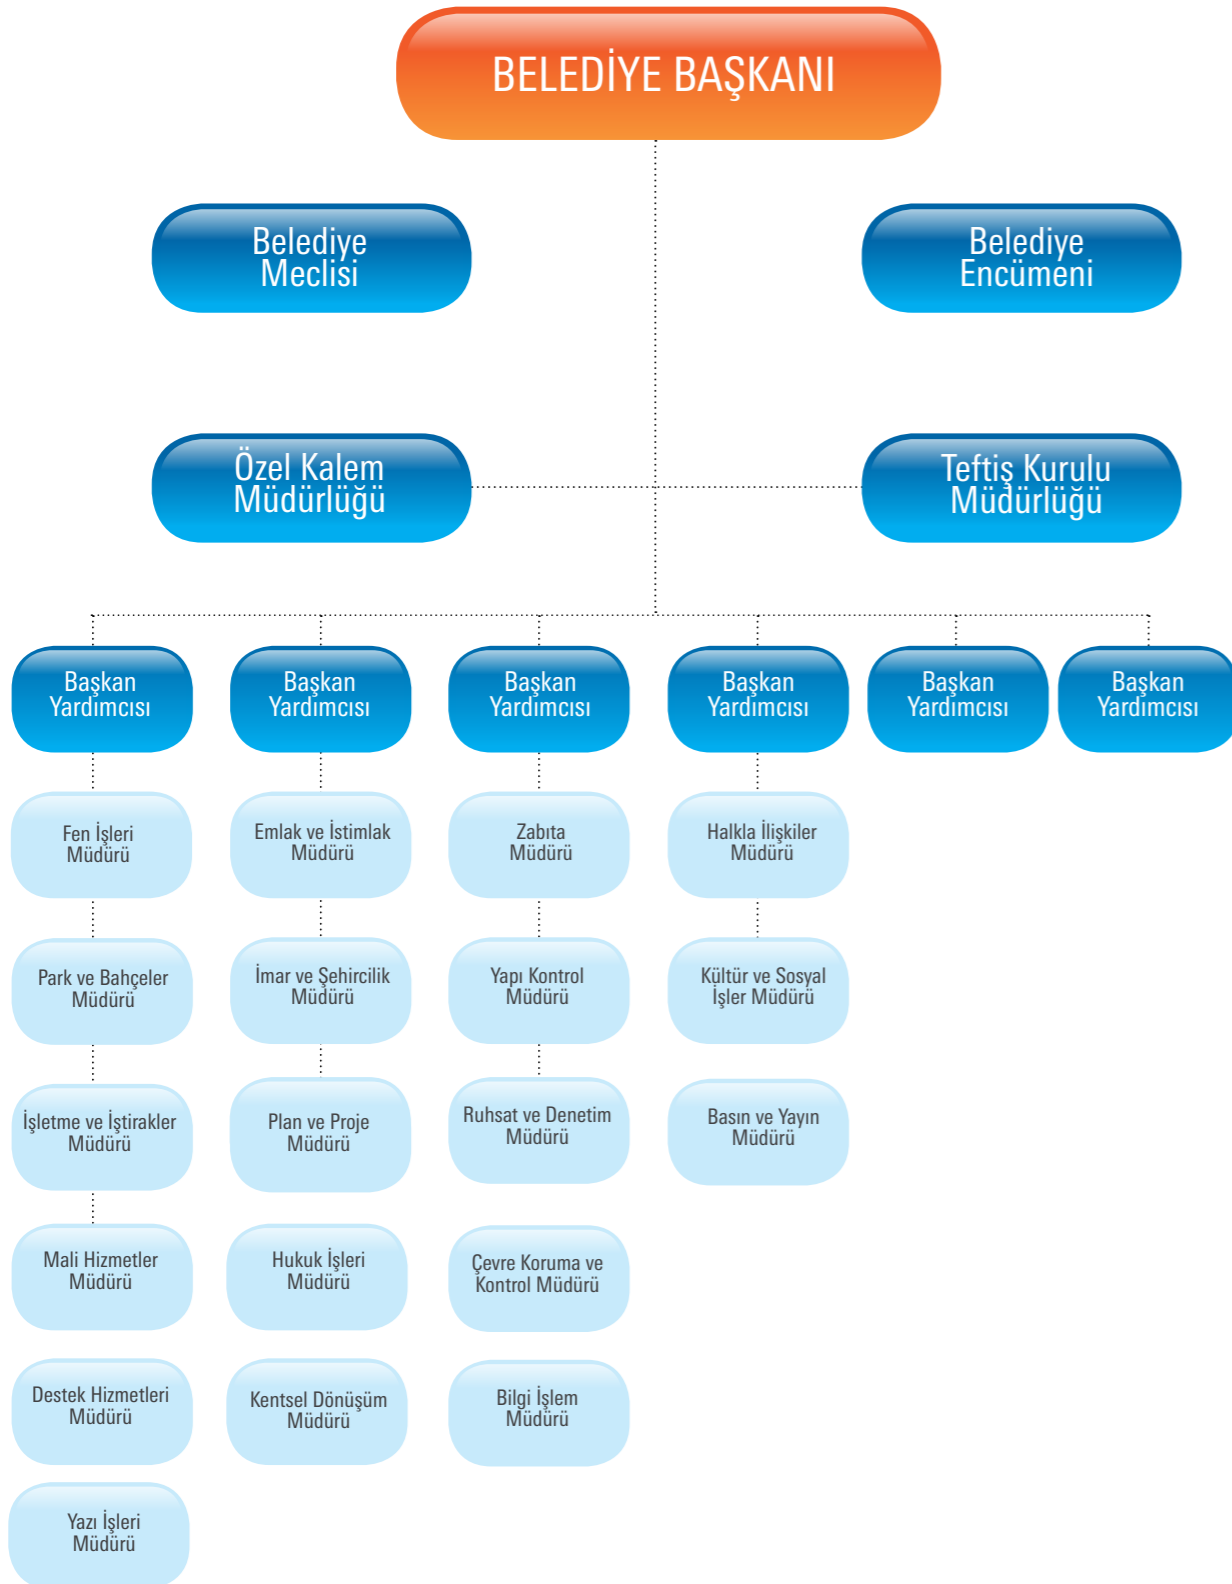 BELEDİYE BAŞKANI
Belediye
Meclisi
Belediye
Encümeni
Özel Kalem
Müdürlüğü
Teftiş Kurulu
Müdürlüğü
Başkan
Yardımcısı
Başkan
Yardımcısı
Başkan
Yardımcısı
Başkan
Yardımcısı
Başkan
Yardımcısı
Başkan
Yardımcısı
Fen İşleri
Müdürü
Emlak ve İstimlak
Müdürü
Zabıta
Müdürü
Halkla İlişkiler
Müdürü
Park ve Bahçeler
Müdürü
İmar ve Şehircilik
Müdürü
Yapı Kontrol
Müdürü
Kültür ve Sosyal
İşler Müdürü
İşletme ve İştirakler
Müdürü
Plan ve Proje
Müdürü
Ruhsat ve Denetim
Müdürü
Basın ve Yayın
Müdürü
Mali Hizmetler
Müdürü
Hukuk İşleri
Müdürü
Çevre Koruma ve
Kontrol Müdürü
Destek Hizmetleri
Müdürü
Kentsel Dönüşüm
Müdürü
Bilgi İşlem
Müdürü
Yazı İşleri
Müdürü